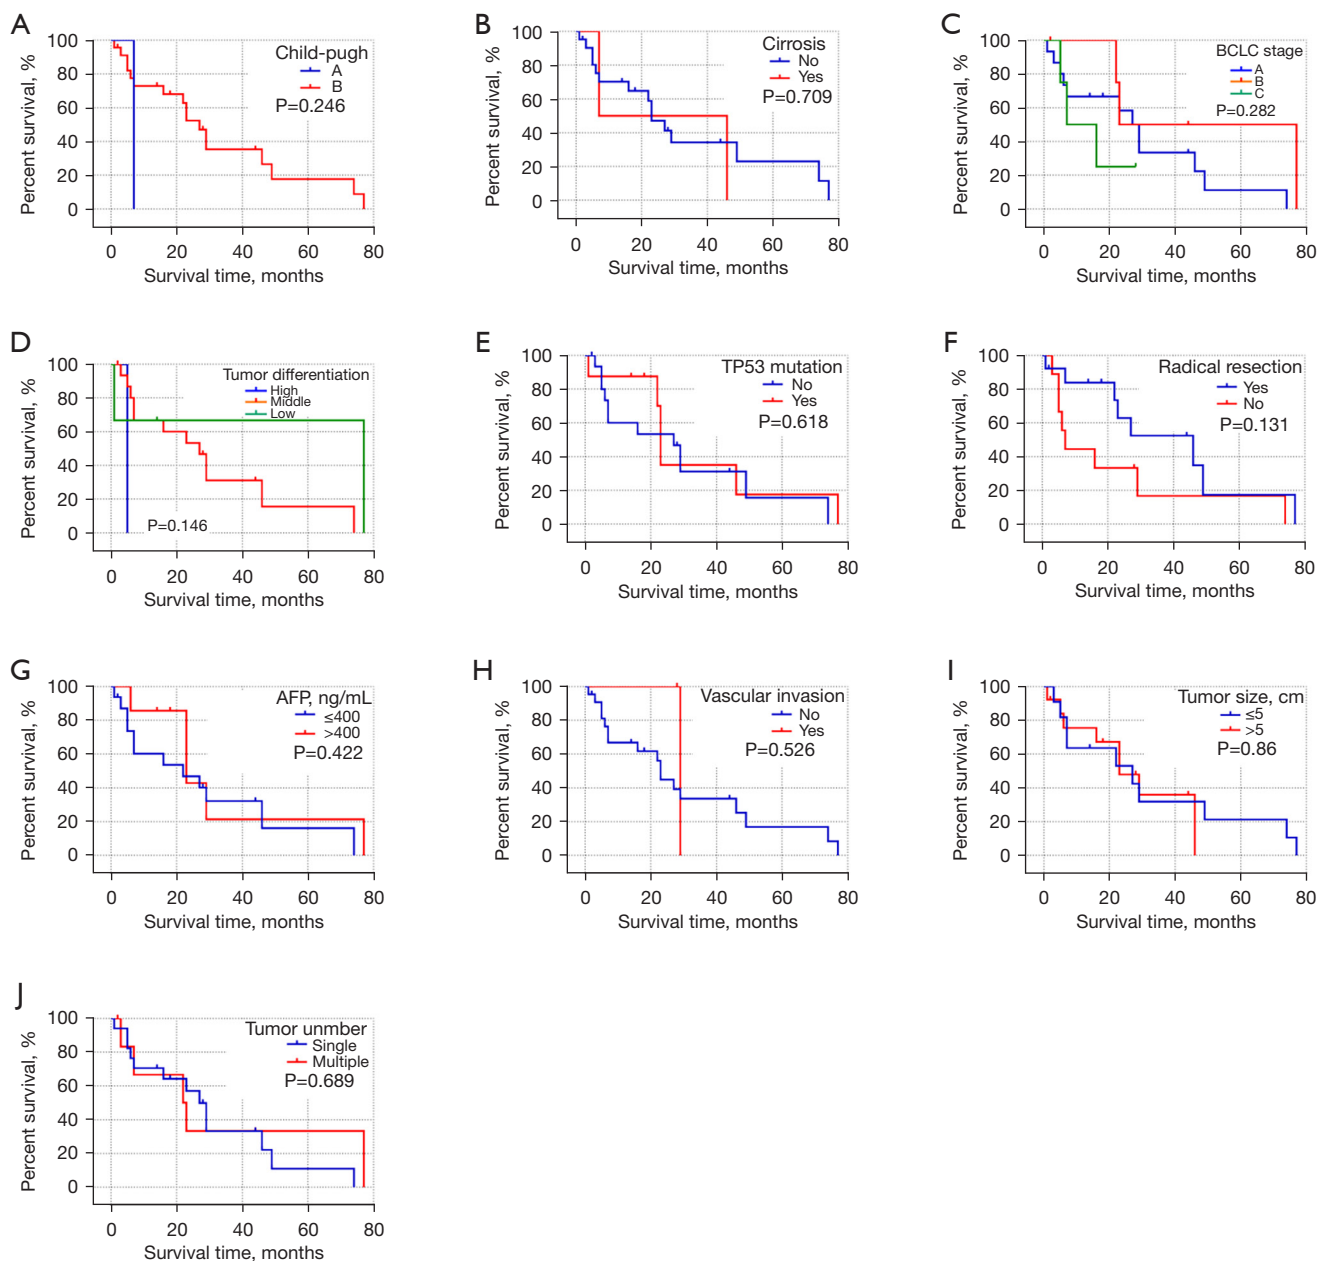 A
Child-pugh
A
B
P=0.246
100
80
60
40
20
0
Percent survival, %
0 20 40 60 80
Survival time, months
B
Cirrosis
No
Yes
P=0.709
100
80
60
40
20
0
Percent survival, %
0 20 40 60 80
Survival time, months
C
BCLC stage
A
B
C
P=0.282
100
80
60
40
20
0
Percent survival, %
0 20 40 60 80
Survival time, months
D
Tumor differentiation
High
Middle
Low
P=0.146
100
80
60
40
20
0
Percent survival, %
0 20 40 60 80
Survival time, months
E
TP53 mutation
No
Yes
P=0.618
100
80
60
40
20
0
Percent survival, %
0 20 40 60 80
Survival time, months
F
Radical resection
Yes
No
P=0.131
100
80
60
40
20
0
Percent survival, %
0 20 40 60 80
Survival time, months
G
AFP, ng/mL
≤400
>400
P=0.422
100
80
60
40
20
0
Percent survival, %
0 20 40 60 80
Survival time, months
H
Vascular invasion
No
Yes
P=0.526
100
80
60
40
20
0
Percent survival, %
0 20 40 60 80
Survival time, months
I
Tumor size, cm
≤5
>5
P=0.86
100
80
60
40
20
0
Percent survival, %
0 20 40 60 80
Survival time, months
J
Tumor unmber
Single
Multiple
P=0.689
100
80
60
40
20
0
Percent survival, %
0 20 40 60 80
Survival time, months